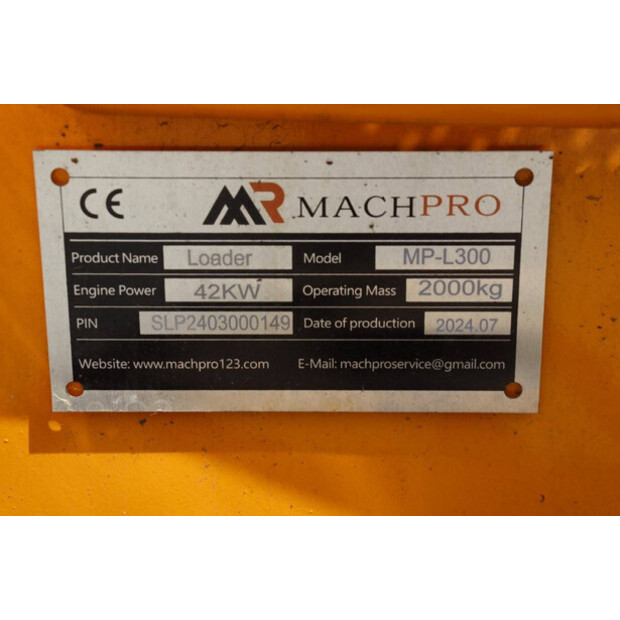 CE MR MACHPRO
Product Name Loader Model MP-L300
Engine Power 42KW Operating Mass 2000kg
PIN SLP2403000149 Date of production 2024.07
Website: www.machpro123.com E-Mail: machproservice@gmail.com